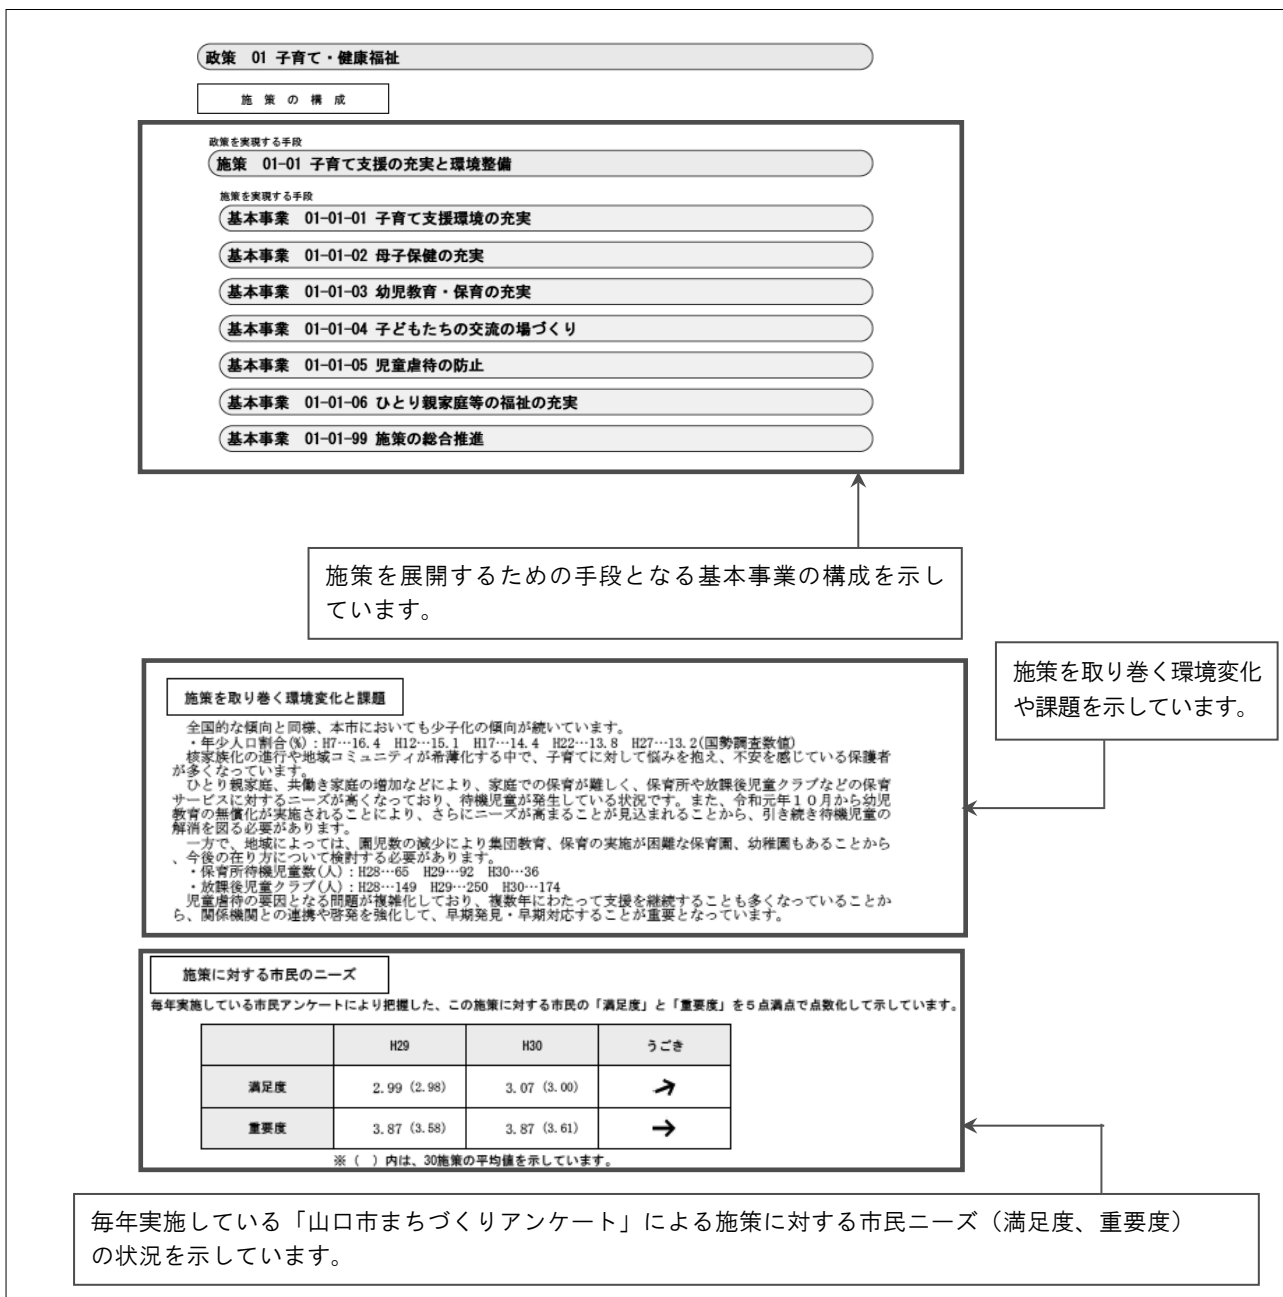 政策　01 子育て・健康福祉
施　策　の　構　成
政策を実現する手段
施策　01-01 子育て支援の充実と環境整備
施策を実現する手段
基本事業　01-01-01 子育て支援環境の充実
基本事業　01-01-02 母子保健の充実
基本事業　01-01-03 幼児教育・保育の充実
基本事業　01-01-04 子どもたちの交流の場づくり
基本事業　01-01-05 児童虐待の防止
基本事業　01-01-06 ひとり親家庭等の福祉の充実
基本事業　01-01-99 施策の総合推進
施策を展開するための手段となる基本事業の構成を示し
ています。
施策を取り巻く環境変化
や課題を示しています。
施策を取り巻く環境変化と課題
全国的な傾向と同様、本市においても少子化の傾向が続いています。
・年少人口割合(%)：H7…16.4　H12…15.1　H17…14.4　H22…13.8　H27…13.2(国勢調査数値)
核家族化の進行や地域コミュニティが希薄化する中で、子育てに対して悩みを抱え、不安を感じている保護者
が多くなっています。
ひとり親家庭、共働き家庭の増加などにより、家庭での保育が難しく、保育所や放課後児童クラブなどの保育
サービスに対するニーズが高くなっており、待機児童が発生している状況です。また、令和元年１０月から幼児
教育の無償化が実施されることにより、さらにニーズが高まることが見込まれることから、引き続き待機児童の
解消を図る必要があります。
一方で、地域によっては、園児数の減少により集団教育、保育の実施が困難な保育園、幼稚園もあることから
、今後の在り方について検討する必要があります。
・保育所待機児童数(人)：H28…65　H29…92　H30…36
・放課後児童クラブ(人)：H28…149　H29…250　H30…174
児童虐待の要因となる問題が複雑化しており、複数年にわたって支援を継続することも多くなっていることか
ら、関係機関との連携や啓発を強化して、早期発見・早期対応することが重要となっています。
施策に対する市民のニーズ
毎年実施している市民アンケートにより把握した、この施策に対する市民の「満足度」と「重要度」を５点満点で点数化して示しています。
H29　H30　うごき
満足度　2.99（2.98）　3.07（3.00）　→
重要度　3.87（3.58）　3.87（3.61）　→
※（　）内は、30施策の平均値を示しています。
毎年実施している「山口市まちづくりアンケート」による施策に対する市民ニーズ（満足度、重要度）
の状況を示しています。